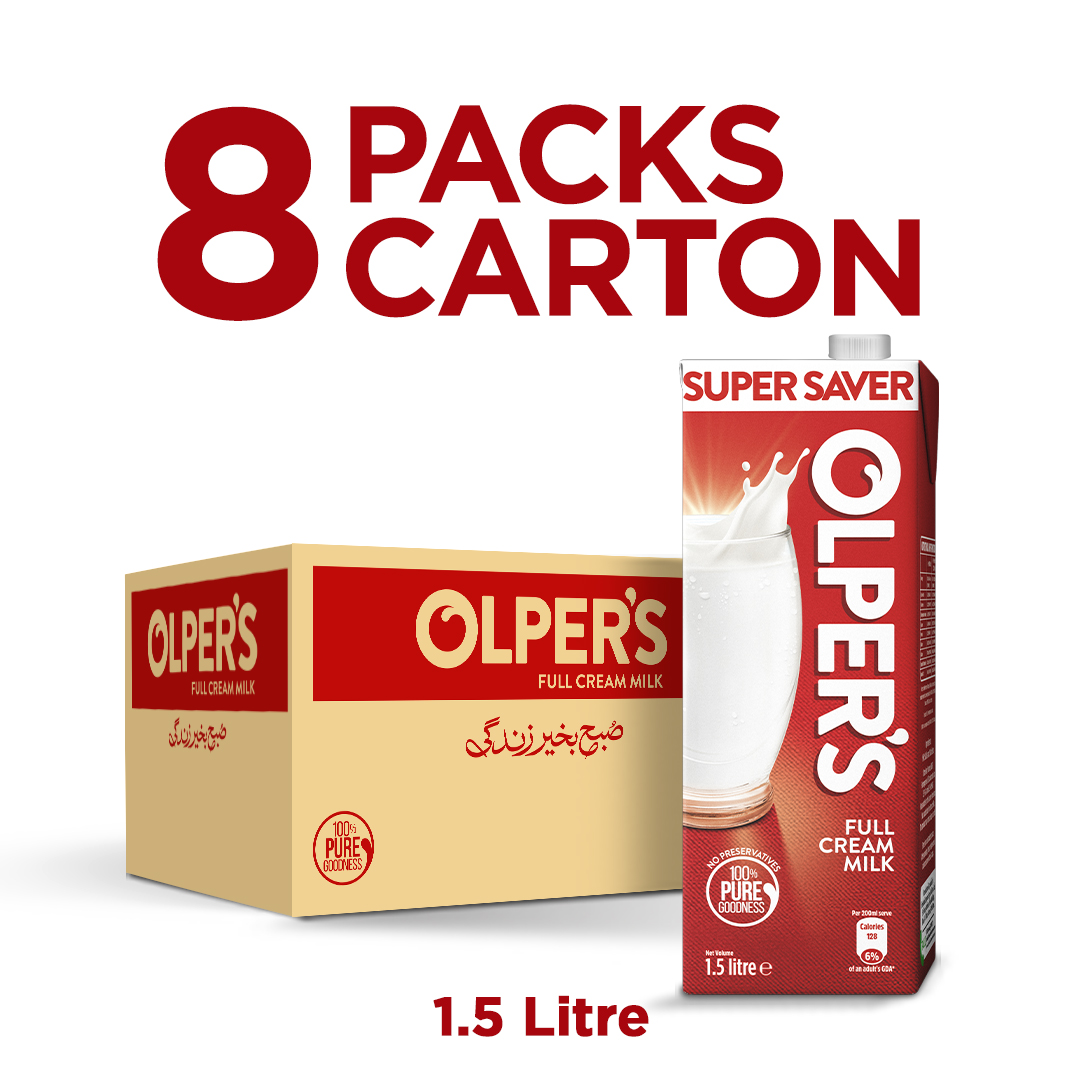 8 PACKS
CARTON
SUPER SAVER
OLPER'S
FULL
CREAM
MILK
NO PRESERVATIVES
100%
PURE
GOODNESS
Per 200ml serve
Calories
128
6%
of an adult's GDA*
Net Volume
1.5 litre e
OLPER'S
FULL CREAM MILK
صُبح بخیر زندگی
OLPER'S
FULL CREAM MILK
صُبح بخیر زندگی
100%
PURE
GOODNESS
1.5 Litre